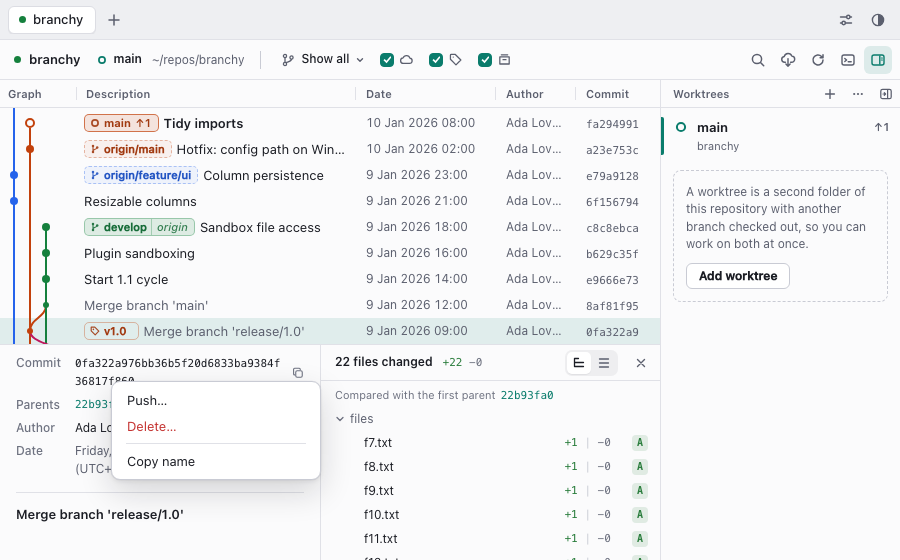 branchy
branchy main ~/repos/branchy Show all
Graph Description Date Author Commit
main ↑1 Tidy imports 10 Jan 2026 08:00 Ada Lov... fa294991
origin/main Hotfix: config path on Win... 10 Jan 2026 02:00 Ada Lov... a23e753c
origin/feature/ui Column persistence 9 Jan 2026 23:00 Ada Lov... e79a9128
Resizable columns 9 Jan 2026 21:00 Ada Lov... 6f156794
develop origin Sandbox file access 9 Jan 2026 18:00 Ada Lov... c8c8ebca
Plugin sandboxing 9 Jan 2026 16:00 Ada Lov... b629c35f
Start 1.1 cycle 9 Jan 2026 14:00 Ada Lov... e9666e73
Merge branch 'main' 9 Jan 2026 12:00 Ada Lov... 8af81f95
v1.0 Merge branch 'release/1.0' 9 Jan 2026 09:00 Ada Lov... 0fa322a9
Worktrees
main ↑1
branchy
A worktree is a second folder of
this repository with another
branch checked out, so you can
work on both at once.
Add worktree
Commit 0fa322a976bb36b5f20d6833ba9384f
36817f860
Parents 22b93f
Author Ada Lo
Date Friday,
(UTC+
Merge branch 'release/1.0'
Push...
Delete...
Copy name
22 files changed +22 −0
Compared with the first parent 22b93fa0
files
f7.txt +1 −0 A
f8.txt +1 −0 A
f9.txt +1 −0 A
f10.txt +1 −0 A
f11.txt +1 −0 A